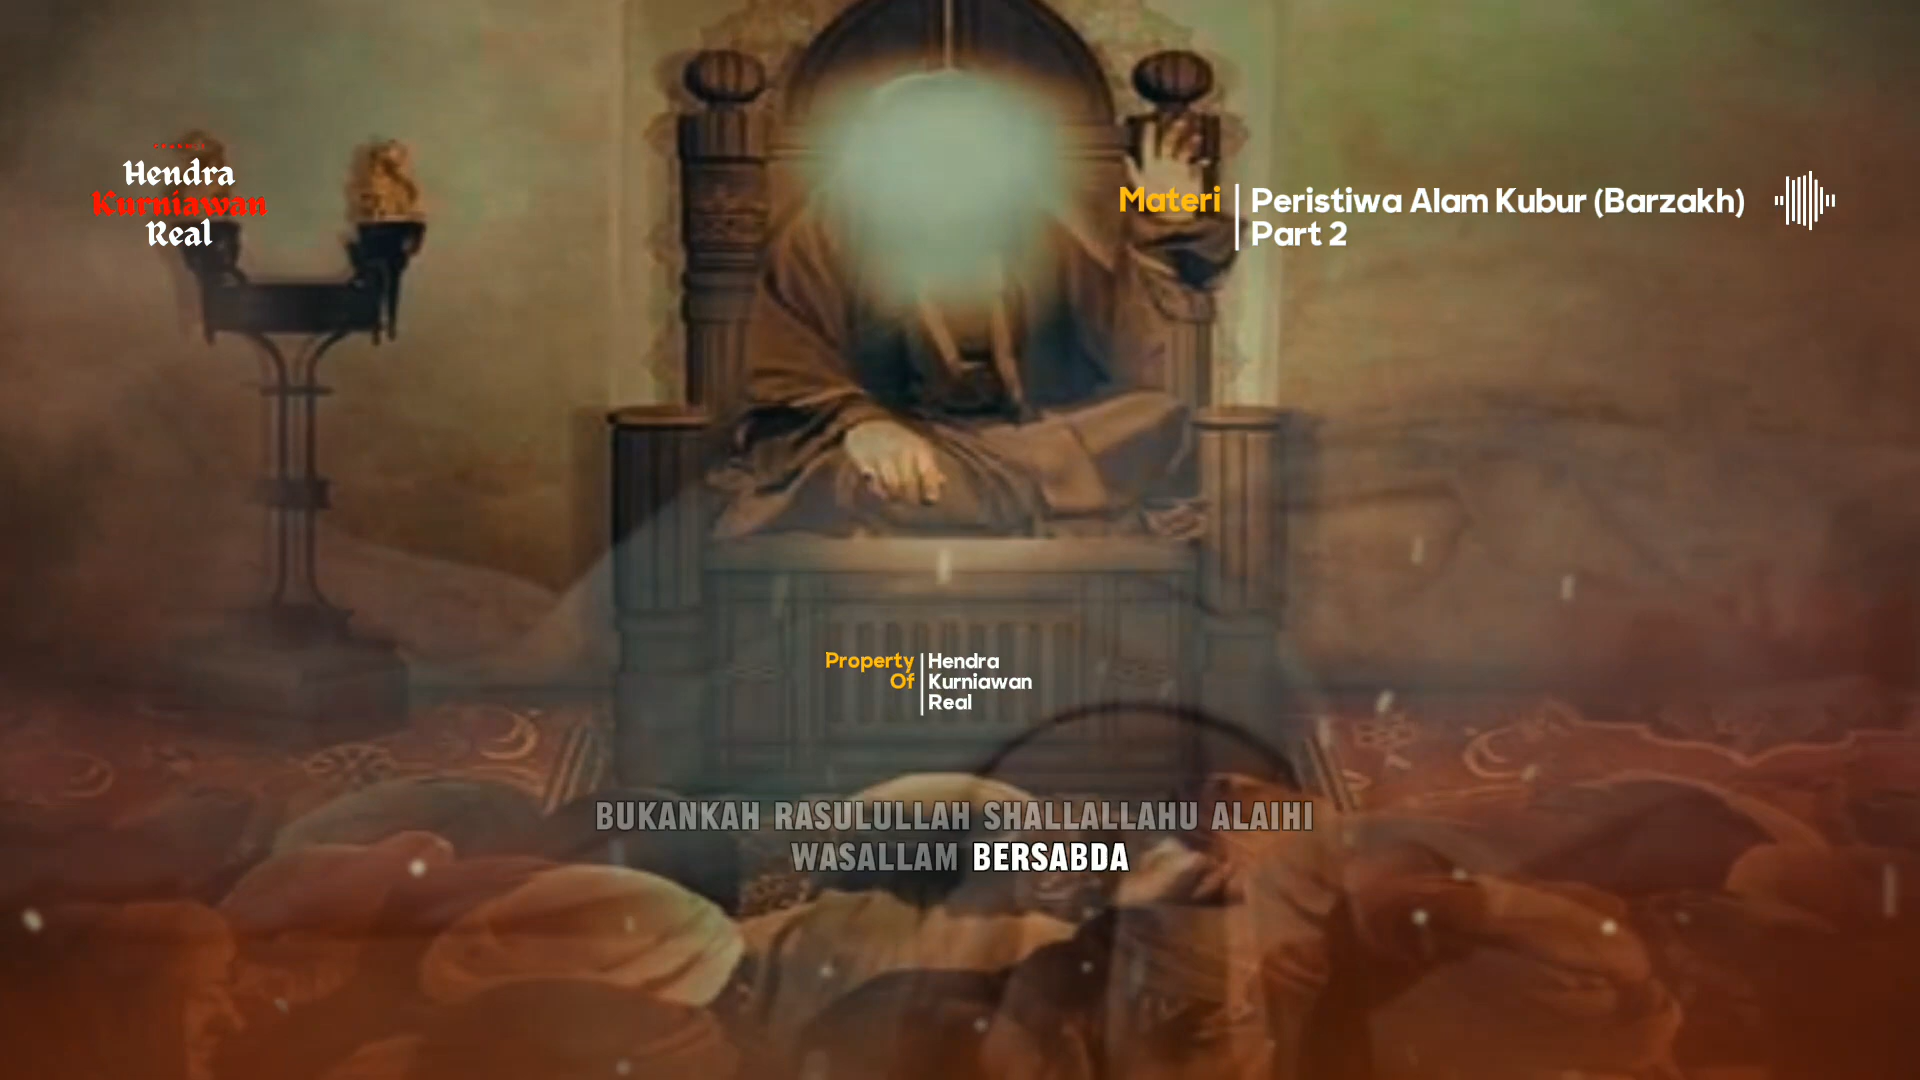 Hendra
Kurniawan
Real
Materi
Peristiwa Alam Kubur (Barzakh)
Part 2
Property
Of
Hendra
Kurniawan
Real
BUKANKAH RASULULLAH SHALLALLAHU ALAIHI
WASALLAM BERSABDA